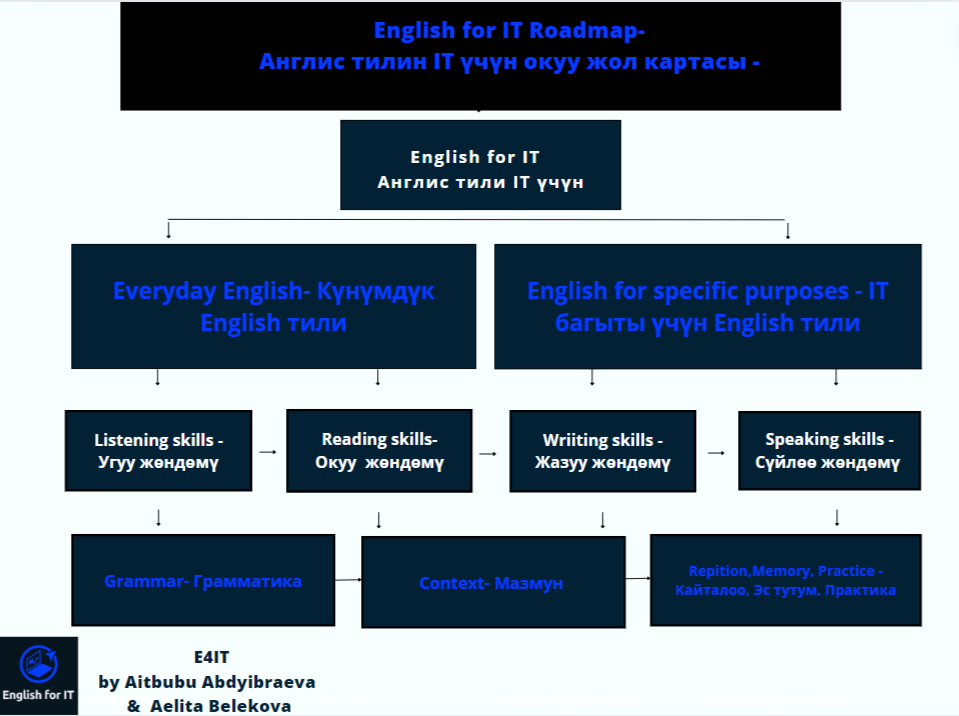 English for IT Roadmap-
Англис тилин IT үчүн окуу жол картасы -
English for IT
Англис тили IT үчүн
Everyday English- Күнүмдүк
English тили
English for specific purposes - IT
багыты үчүн English тили
Listening skills -
Угуу жөндөмү
Reading skills-
Окуу жөндөмү
Wriiting skills -
Жазуу жөндөмү
Speaking skills -
Сүйлөө жөндөмү
Grammar- Грамматика
Context- Мазмун
Repition,Memory, Practice -
Кайталоо, Эс тутум, Практика
English for IT
E4IT
by Aitbubu Abdyibraeva
& Aelita Belekova